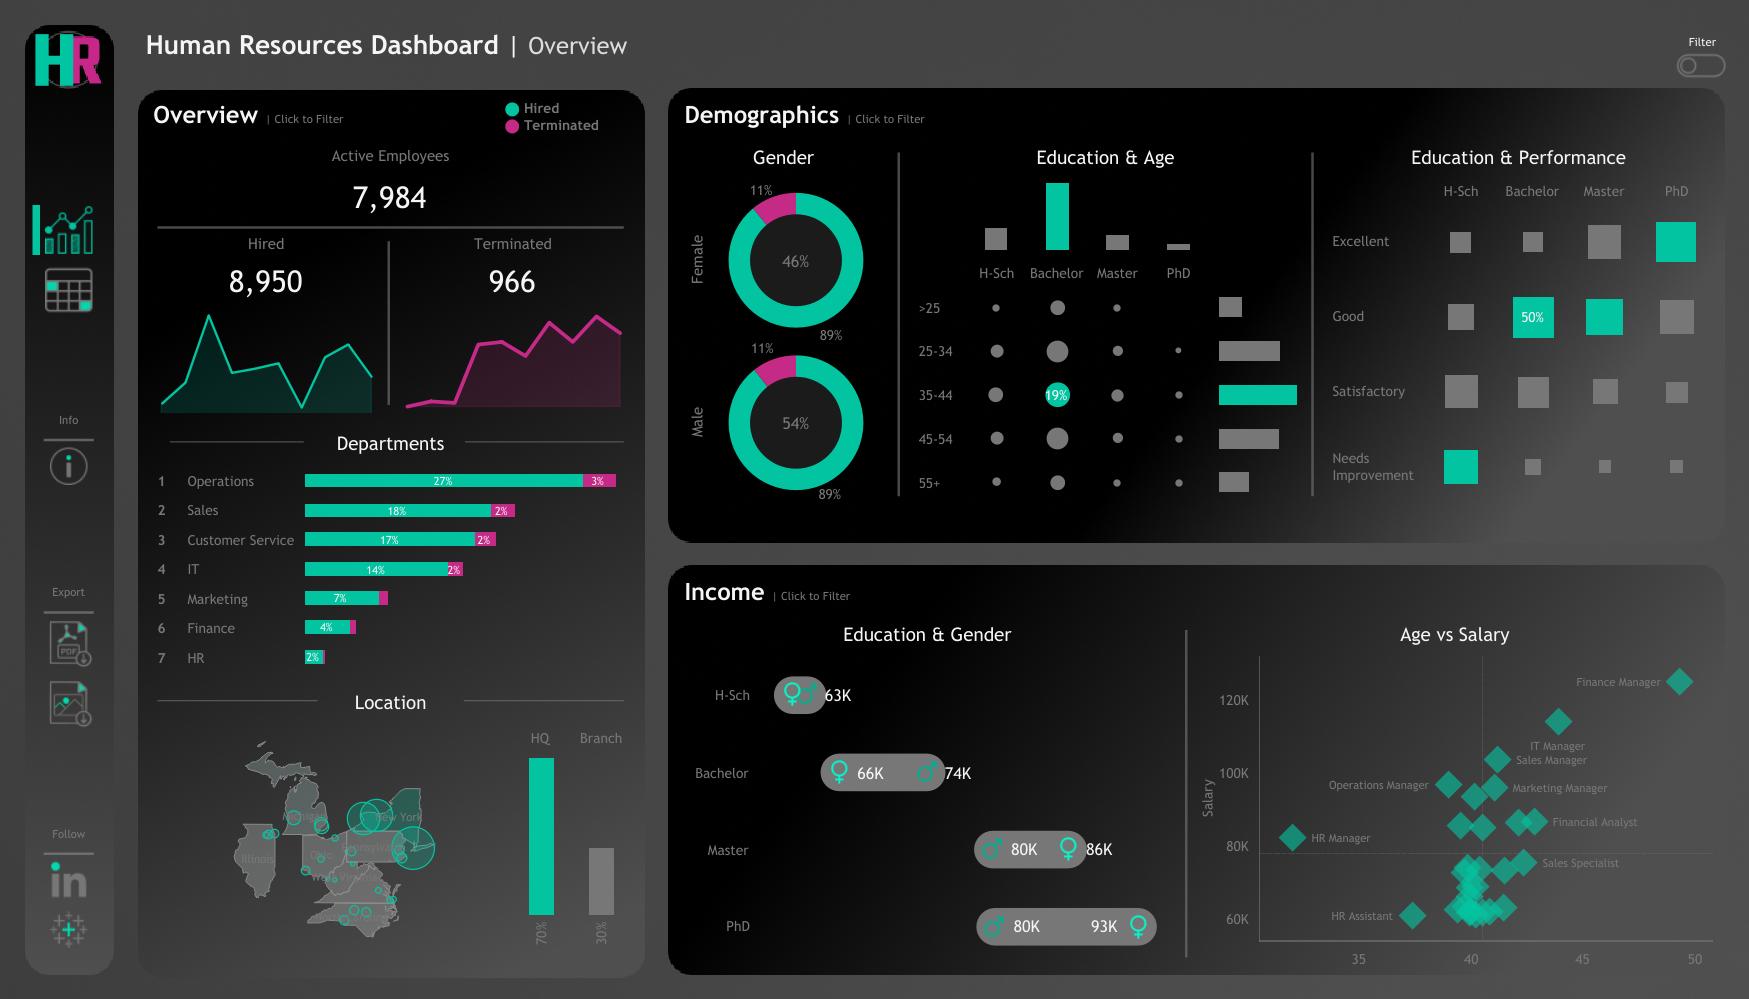 HR
Human Resources Dashboard | Overview
Filter
Overview | Click to Filter
Hired
Terminated
Active Employees
7,984
Hired
8,950
Terminated
966
Departments
1 Operations 27% 3%
2 Sales 18% 2%
3 Customer Service 17% 2%
4 IT 14% 2%
5 Marketing 7%
6 Finance 4%
7 HR 2%
Location
HQ Branch
Michigan
New York
Illinois
Ohio
Pennsylvania
70% 30%
Info
Export
PDF
Follow
in
Demographics | Click to Filter
Gender
Female
11%
46%
89%
Male
11%
54%
89%
Education & Age
H-Sch Bachelor Master PhD
>25
25-34
35-44 19%
45-54
55+
Education & Performance
H-Sch Bachelor Master PhD
Excellent
Good 50%
Satisfactory
Needs
Improvement
Income | Click to Filter
Education & Gender
H-Sch 63K
Bachelor 66K 74K
Master 80K 86K
PhD 80K 93K
Age vs Salary
Salary
120K
100K
80K
60K
Finance Manager
IT Manager
Sales Manager
Operations Manager
Marketing Manager
Financial Analyst
HR Manager
Sales Specialist
HR Assistant
35 40 45 50